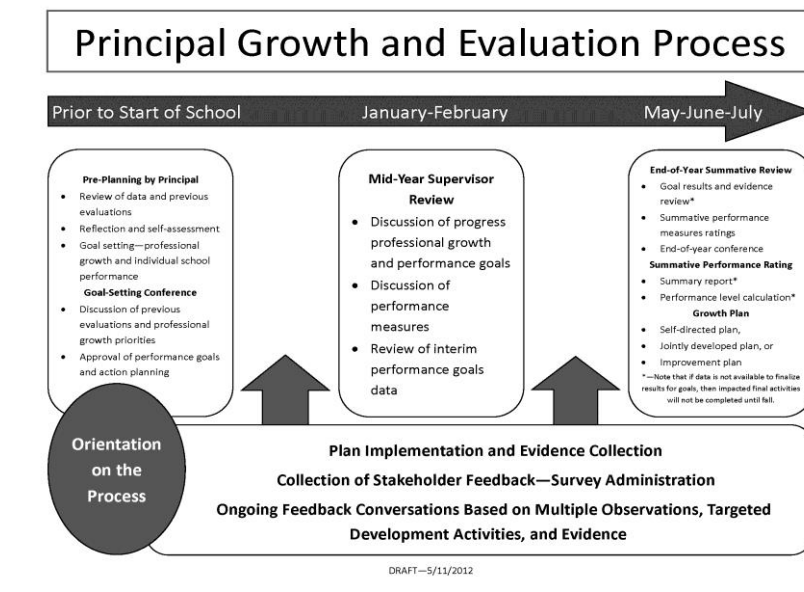 Principal Growth and Evaluation Process
Prior to Start of School
January-February
May-June-July
Pre-Planning by Principal
• Review of data and previous
evaluations
• Reflection and self-assessment
• Goal setting—professional
growth and individual school
performance
Goal-Setting Conference
• Discussion of previous
evaluations and professional
growth priorities
• Approval of performance goals
and action planning
Mid-Year Supervisor
Review
• Discussion of progress
professional growth
and performance goals
• Discussion of
performance
measures
• Review of interim
performance goals
data
End-of-Year Summative Review
• Goal results and evidence
review*
• Summative performance
measures ratings
• End-of-year conference
Summative Performance Rating
• Summary report*
• Performance level calculation*
Growth Plan
• Self-directed plan,
• Jointly developed plan, or
• Improvement plan
*—Note that if data is not available to finalize
results for goals, then impacted final activities
will not be completed until fall.
Orientation
on the
Process
Plan Implementation and Evidence Collection
Collection of Stakeholder Feedback—Survey Administration
Ongoing Feedback Conversations Based on Multiple Observations, Targeted
Development Activities, and Evidence
DRAFT—5/11/2012